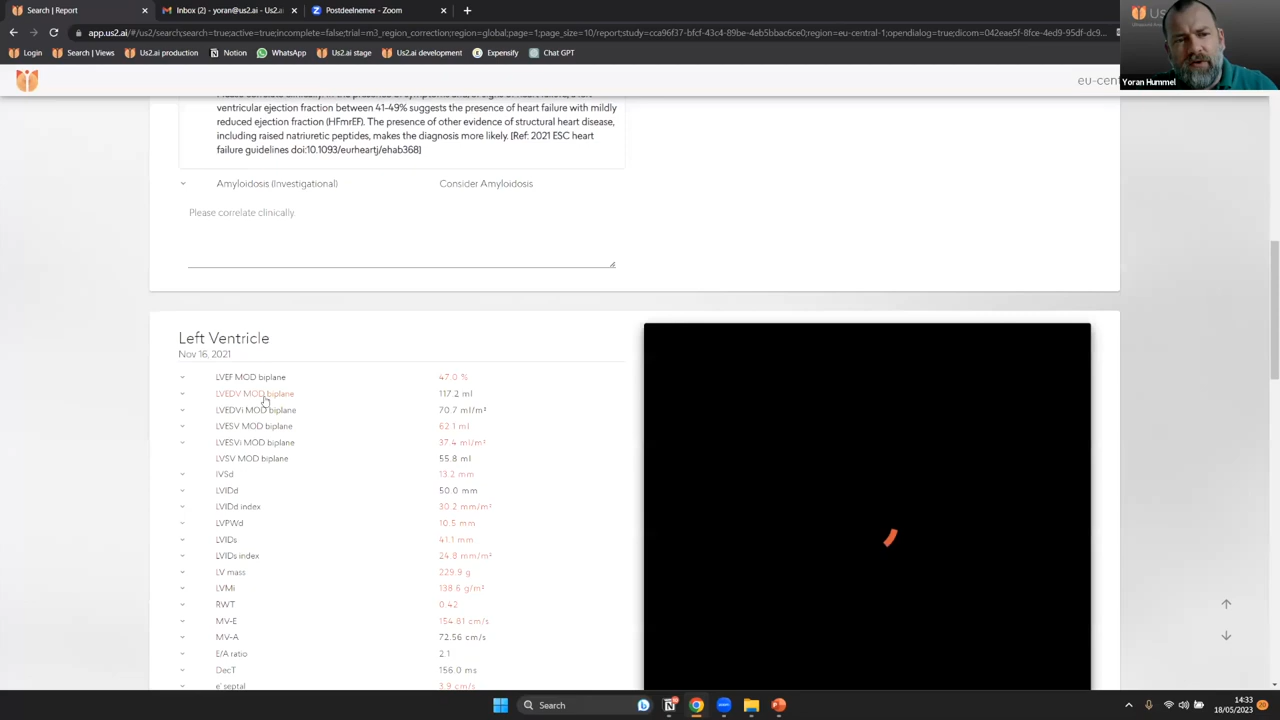 Search | Report
Inbox (2) - yoran@us2.ai - Us2.ai
Postdeelnemer - Zoom
app.us2.ai/#/us2/search;search=true;active=true;incomplete=false;trial=m3_region_correction;region=global;page=1;page_size=10/report;study=cca96f37-bfcf-43c4-89be-4eb5bbac6ce0;region=eu-central-1;opendialog=true;dicom=042eae5f-8fce-4ed9-95df-dc9...
Login
Search | Views
Us2.ai production
Notion
WhatsApp
Us2.ai stage
Us2.ai development
Expensify
Chat GPT
Yoran Hummel
eu-cent
ventricular ejection fraction between 41-49% suggests the presence of heart failure with mildly
reduced ejection fraction (HFmrEF). The presence of other evidence of structural heart disease,
including raised natriuretic peptides, makes the diagnosis more likely. [Ref: 2021 ESC heart
failure guidelines doi:10.1093/eurheartj/ehab368]
Amyloidosis (Investigational) Consider Amyloidosis
Please correlate clinically.
Left Ventricle
Nov 16, 2021
LVEF MOD biplane 47.0 %
LVEDV MOD biplane 117.2 ml
LVEDVi MOD biplane 70.7 ml/m²
LVESV MOD biplane 62.1 ml
LVESVi MOD biplane 37.4 ml/m²
LVSV MOD biplane 55.8 ml
IVSd 13.2 mm
LVIDd 50.0 mm
LVIDd index 30.2 mm/m²
LVPWd 10.5 mm
LVIDs 41.1 mm
LVIDs index 24.8 mm/m²
LV mass 229.9 g
LVMi 138.6 g/m²
RWT 0.42
MV-E 154.81 cm/s
MV-A 72.56 cm/s
E/A ratio 2.1
DecT 156.0 ms
e' septal 3.9 cm/s
Search
14:33
18/05/2023